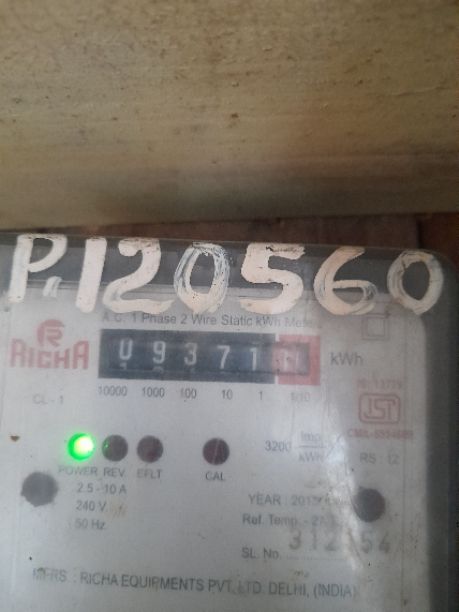 P.120560
A.C. 1 Phase 2 Wire Static kWh Meter
RICHA
09371 kWh
10000 1000 100 10 1 1/10
CL - 1
IS: 13779
ISI
3200 Imp/kWh
RS : 12
POWER REV. EFLT CAL
2.5 - 10 A
240 V
50 Hz
YEAR :
Ref. Temp. -
SL. No.
MFRS. : RICHA EQUIPMENTS PVT. LTD. DELHI, (INDIA)